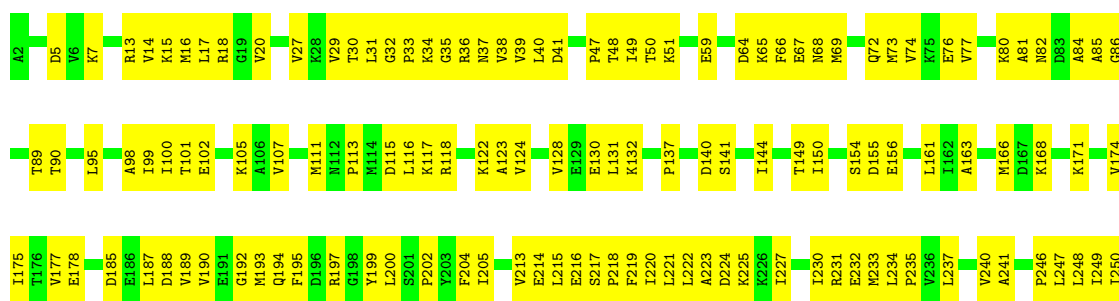 A2 D5 V6 K7 R13 V14 K15 M16 L17 R18 G19 V20 V27 K28 V29 T30 L31 G32 P33 K34 G35 R36 N37 V38 V39 L40 D41 P47 T48 I49 T50 K51 E59 D64 K65 F66 E67 N68 M69 Q72 M73 V74 K75 E76 V77 K80 A81 N82 D83 A84 A85 G86
T89 T90 L95 A98 I99 I100 T101 E102 K105 A106 V107 M111 N112 P113 M114 D115 L116 K117 R118 K122 A123 V124 V128 E129 E130 L131 K132 P137 D140 S141 I144 T149 I150 S154 D155 E156 L161 I162 A163 M166 D167 K168 K171 V174
I175 T176 V177 E178 D185 E186 L187 D188 V189 V190 E191 G192 M193 Q194 F195 D196 R197 G198 Y199 L200 S201 P202 Y203 F204 I205 V213 E214 L215 E216 S217 P218 F219 I220 L221 L222 A223 D224 K225 K226 I227 I230 R231 E232 M233 L234 P235 V236 L237 V240 A241 P246 L247 L248 I249 I250